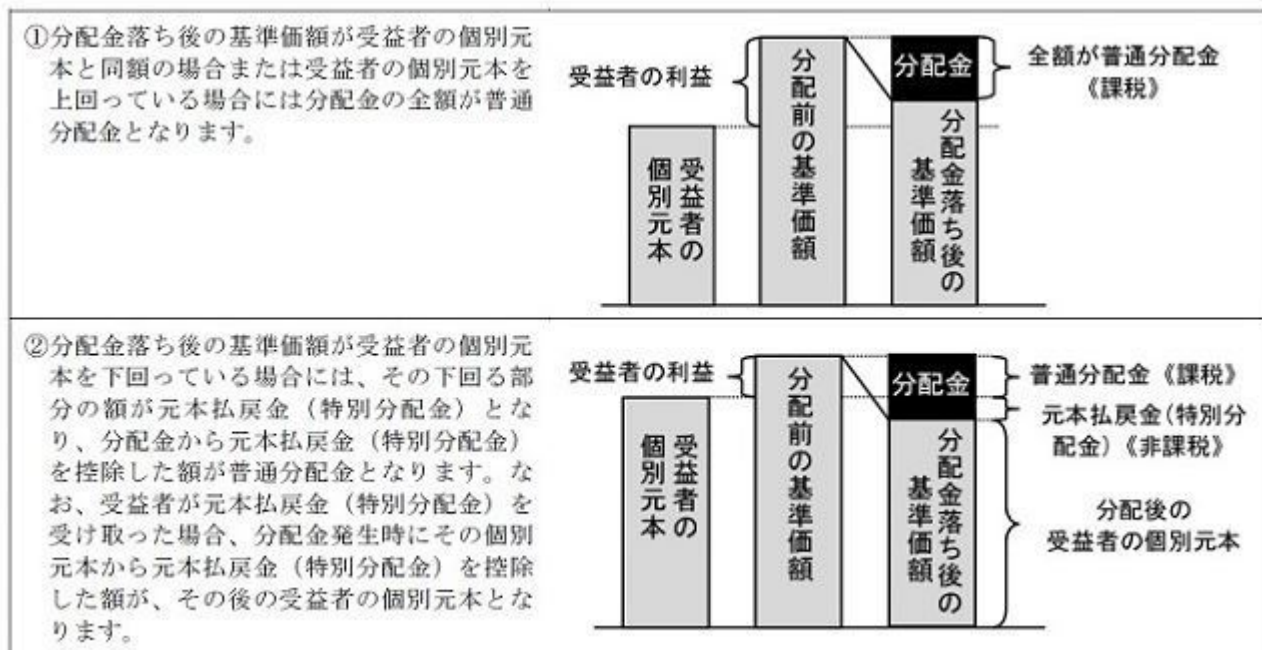 ①分配金落ち後の基準価額が受益者の個別元
本と同額の場合または受益者の個別元本を
上回っている場合には分配金の全額が普通
分配金となります。
受益者の利益
受益者の
個別元本
分配前の基準価額
分配金
分配金落ち後の
基準価額
全額が普通分配金
《課税》
②分配金落ち後の基準価額が受益者の個別元
本を下回っている場合には、その下回る部
分の額が元本払戻金（特別分配金）とな
り、分配金から元本払戻金（特別分配金）
を控除した額が普通分配金となります。な
お、受益者が元本払戻金（特別分配金）を
受け取った場合、分配金発生時にその個別
元本から元本払戻金（特別分配金）を控除
した額が、その後の受益者の個別元本とな
ります。
受益者の利益
受益者の
個別元本
分配前の基準価額
分配金
分配金落ち後の
基準価額
普通分配金《課税》
元本払戻金(特別分
配金)《非課税》
分配後の
受益者の個別元本